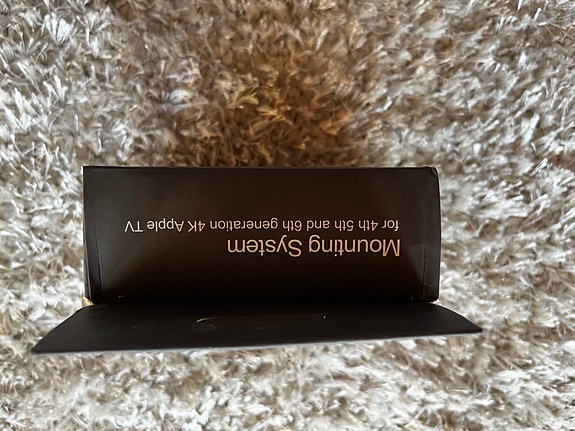 Mounting System
for 4th 5th and 6th generation 4K Apple TV